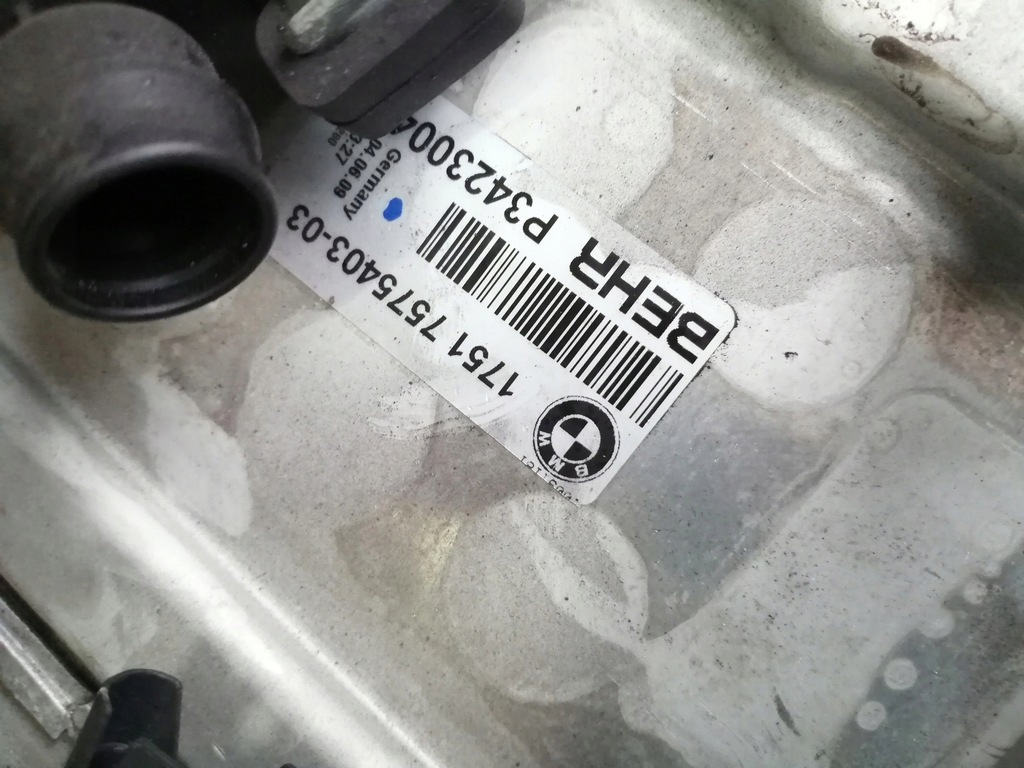 BEHR P3423004
1751 7575403-03
Germany
04.06.09
BMW